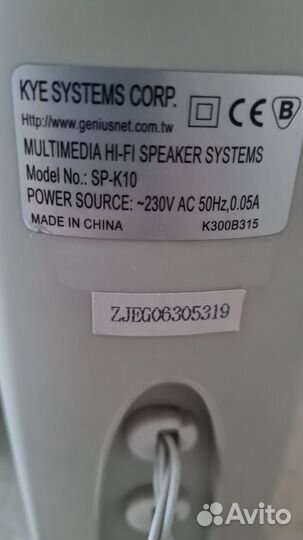 KYE SYSTEMS CORP.
Http://www.geniusnet.com.tw
CE B
MULTIMEDIA HI-FI SPEAKER SYSTEMS
Model No.: SP-K10
POWER SOURCE: ~230V AC 50Hz,0.05A
MADE IN CHINA K300B315
ZJEG06305319
Avito